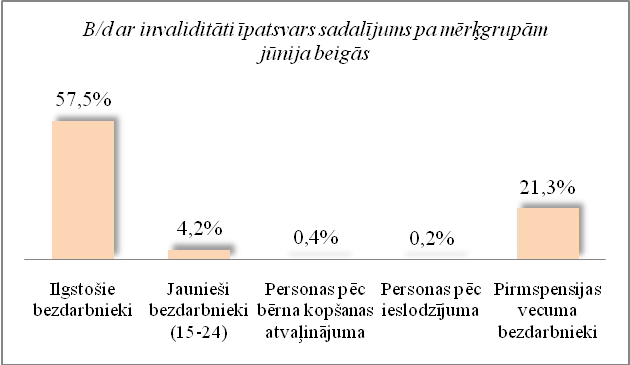 B/d ar invaliditāti īpatsvars sadalījums pa mērķgrupām
jūnija beigās
57,5%
4,2%
0,4%
0,2%
21,3%
Ilgstošie
bezdarbnieki
Jaunieši
bezdarbnieki
(15-24)
Personas pēc
bērna kopšanas
atvaļinājuma
Personas pēc
ieslodzījuma
Pirmspensijas
vecuma
bezdarbnieki